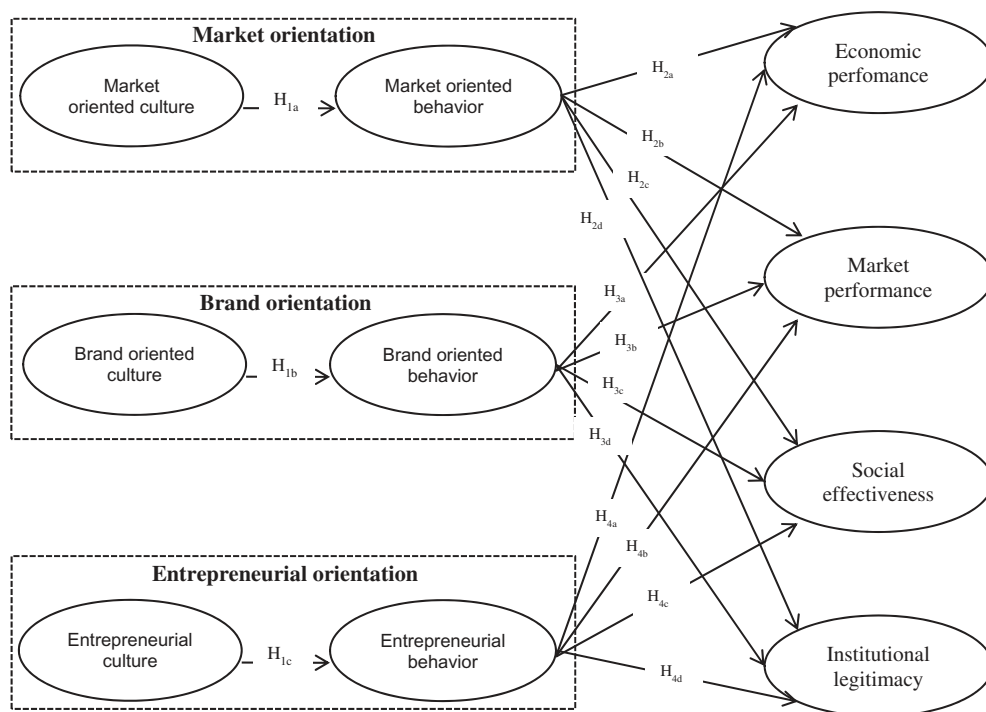 Market orientation
Market
oriented culture
H1a
Market oriented
behavior
Brand orientation
Brand oriented
culture
H1b
Brand oriented
behavior
Entrepreneurial orientation
Entrepreneurial
culture
H1c
Entrepreneurial
behavior
H2a
H2b
H2c
H2d
H3a
H3b
H3c
H3d
H4a
H4b
H4c
H4d
Economic
perfomance
Market
performance
Social
effectiveness
Institutional
legitimacy